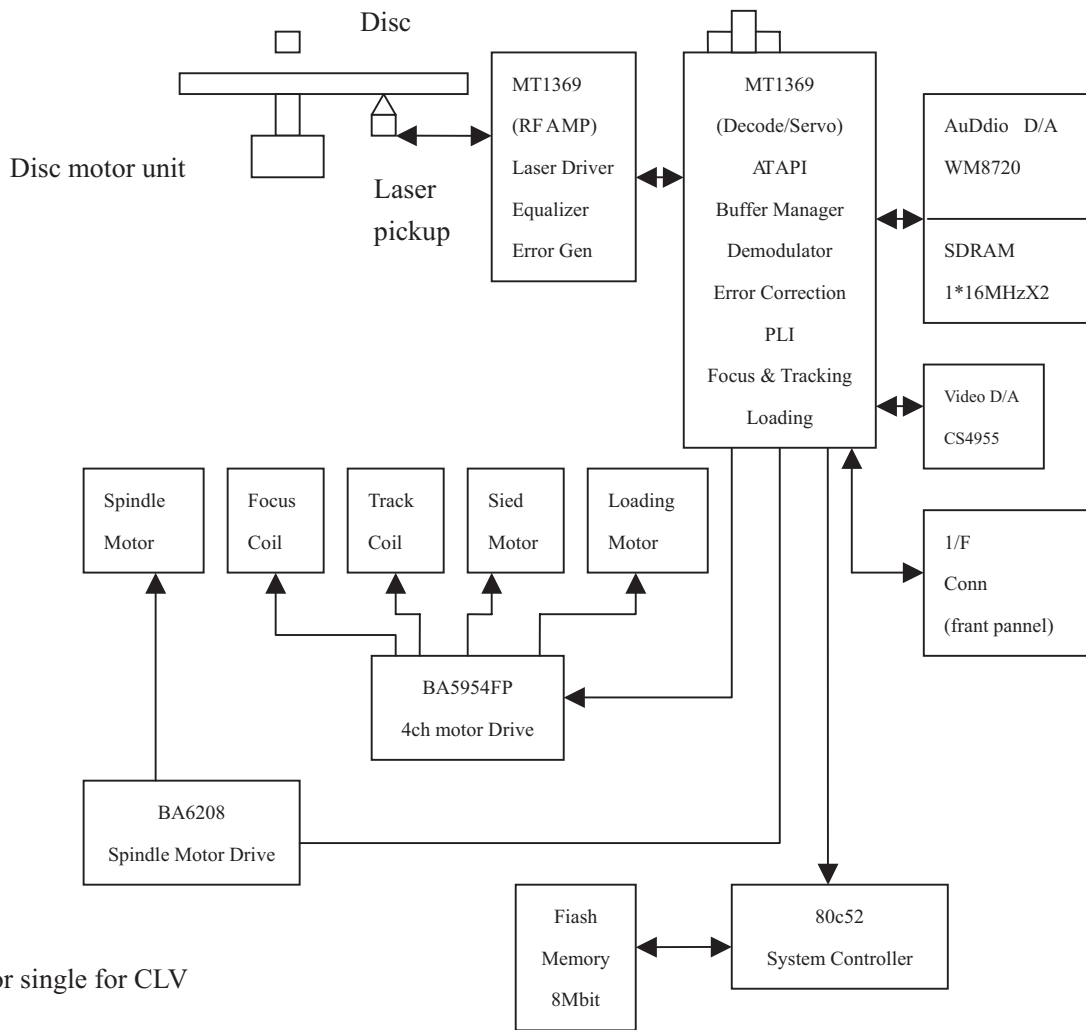 Disc
Disc motor unit
Laser
pickup
MT1369
(RF AMP)
Laser Driver
Equalizer
Error Gen
MT1369
(Decode/Servo)
ATAPI
Buffer Manager
Demodulator
Error Correction
PLI
Focus & Tracking
Loading
AuDdio D/A
WM8720
SDRAM
1*16MHzX2
Video D/A
CS4955
1/F
Conn
(frant pannel)
Spindle
Motor
Focus
Coil
Track
Coil
Sied
Motor
Loading
Motor
BA5954FP
4ch motor Drive
BA6208
Spindle Motor Drive
Fiash
Memory
8Mbit
80c52
System Controller
or single for CLV